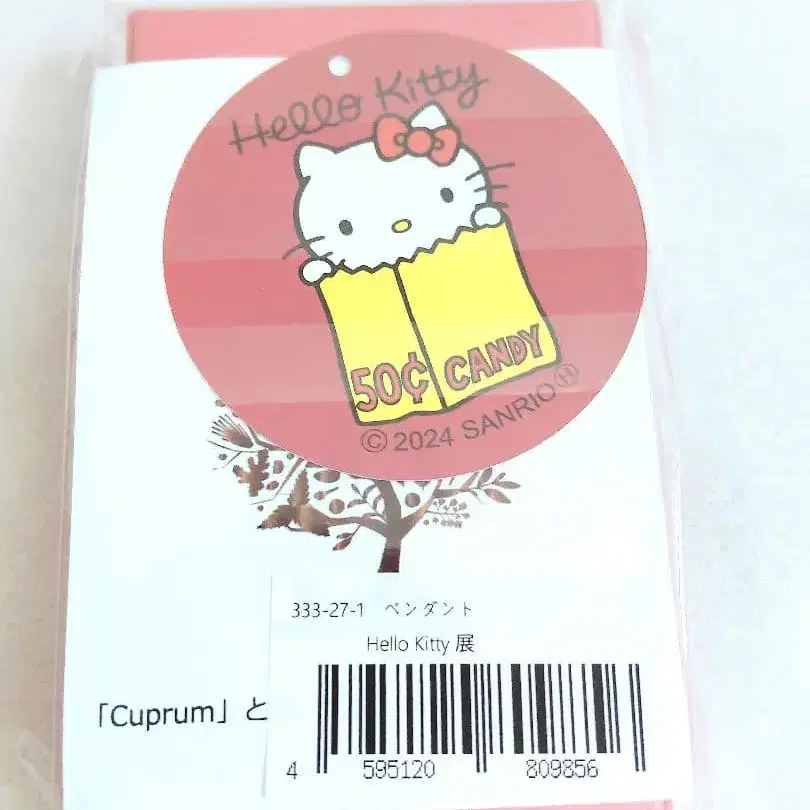 Hello Kitty
50¢ CANDY
© 2024 SANRIO Ⓗ
333-27-1 ペンダント
Hello Kitty 展
「Cuprum」と
4 595120 809856